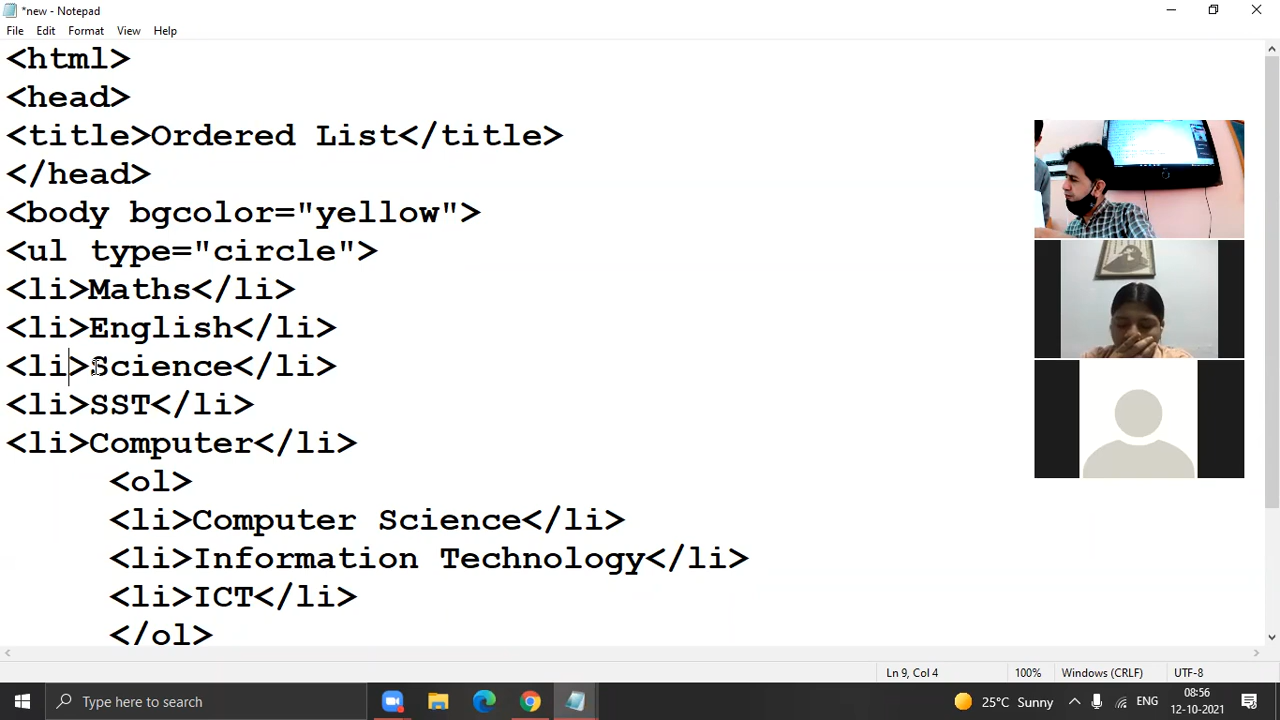 *new - Notepad
File Edit Format View Help
<html>
<head>
<title>Ordered List</title>
</head>
<body bgcolor="yellow">
<ul type="circle">
<li>Maths</li>
<li>English</li>
<li>Science</li>
<li>SST</li>
<li>Computer</li>
<ol>
<li>Computer Science</li>
<li>Information Technology</li>
<li>ICT</li>
</ol>
Ln 9, Col 4 100% Windows (CRLF) UTF-8
Type here to search 25°C Sunny ENG 08:56
12-10-2021